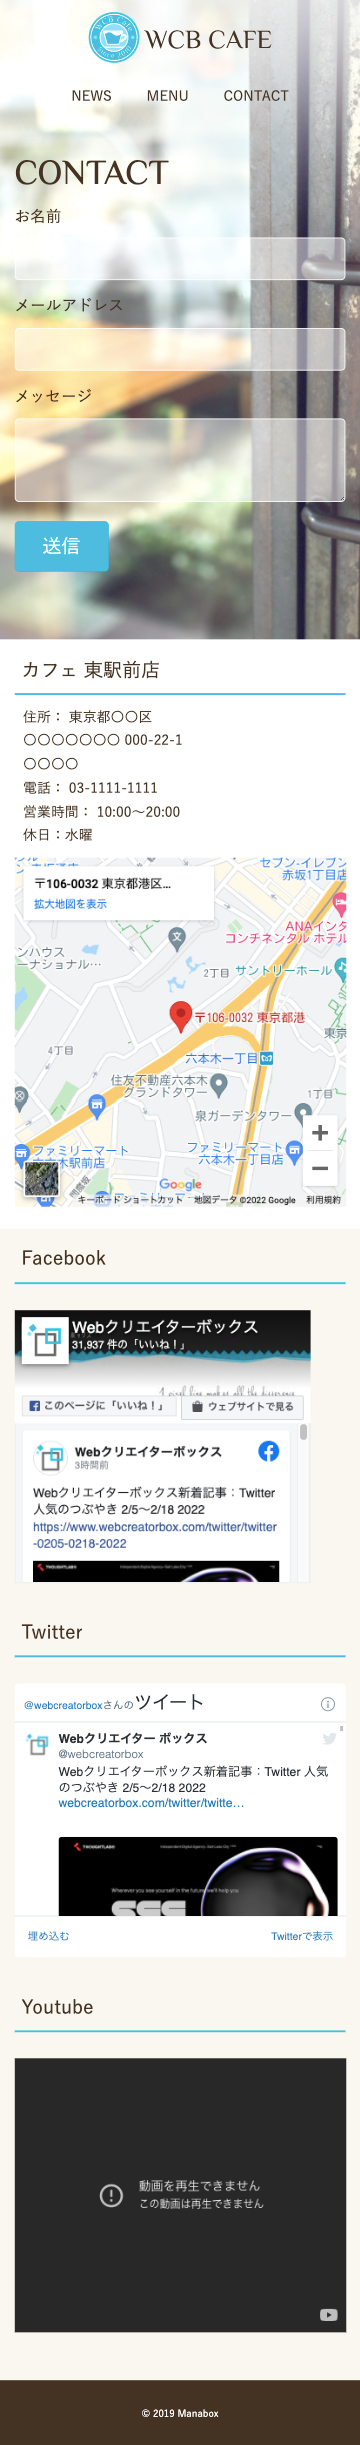 WCB CAFE
NEWS MENU CONTACT
CONTACT
お名前
メールアドレス
メッセージ
送信
カフェ 東駅前店
住所： 東京都〇〇区
〇〇〇〇〇〇〇 000-22-1
〇〇〇〇
電話： 03-1111-1111
営業時間： 10:00〜20:00
休日：水曜
〒106-0032 東京都港区...
拡大地図を表示
セブン-イレブン
赤坂1丁目店
ANAインタ
コンチネンタル ホテル
ンハウス
ーナショナル…
2丁目
サントリーホール
〒106-0032 東京都港
東京
4丁目
六本木一丁目
住友不動産六本木
グランドタワー
1丁目
泉ガーデンタワー
ファミリーマート
六本木駅前店
ファミリーマート
六本木一丁目店
Google
キーボード ショートカット 地図データ ©2022 Google 利用規約
Facebook
Webクリエイターボックス
31,937 件の「いいね！」
A pixel line makes all the difference
このページに「いいね！」
ウェブサイトで見る
Webクリエイターボックス
3時間前
Webクリエイターボックス新着記事：Twitter
人気のつぶやき 2/5〜2/18 2022
https://www.webcreatorbox.com/twitter/twitter
-0205-0218-2022
THOUGHTLABX
Twitter
@webcreatorboxさんのツイート
Webクリエイター ボックス
@webcreatorbox
Webクリエイターボックス新着記事：Twitter 人気
のつぶやき 2/5〜2/18 2022
webcreatorbox.com/twitter/twitte…
Wherever you see yourself in the future, we'll help you
埋め込む
Twitterで表示
Youtube
動画を再生できません
この動画は再生できません
© 2019 Manabox